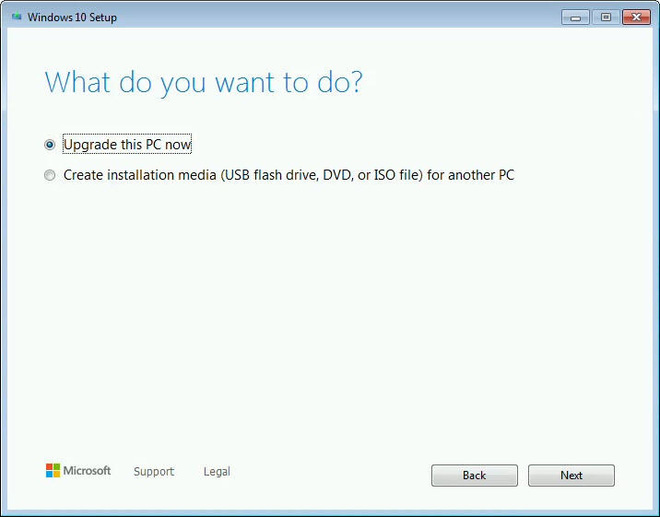 Windows 10 Setup
What do you want to do?
Upgrade this PC now
Create installation media (USB flash drive, DVD, or ISO file) for another PC
Microsoft Support Legal Back Next